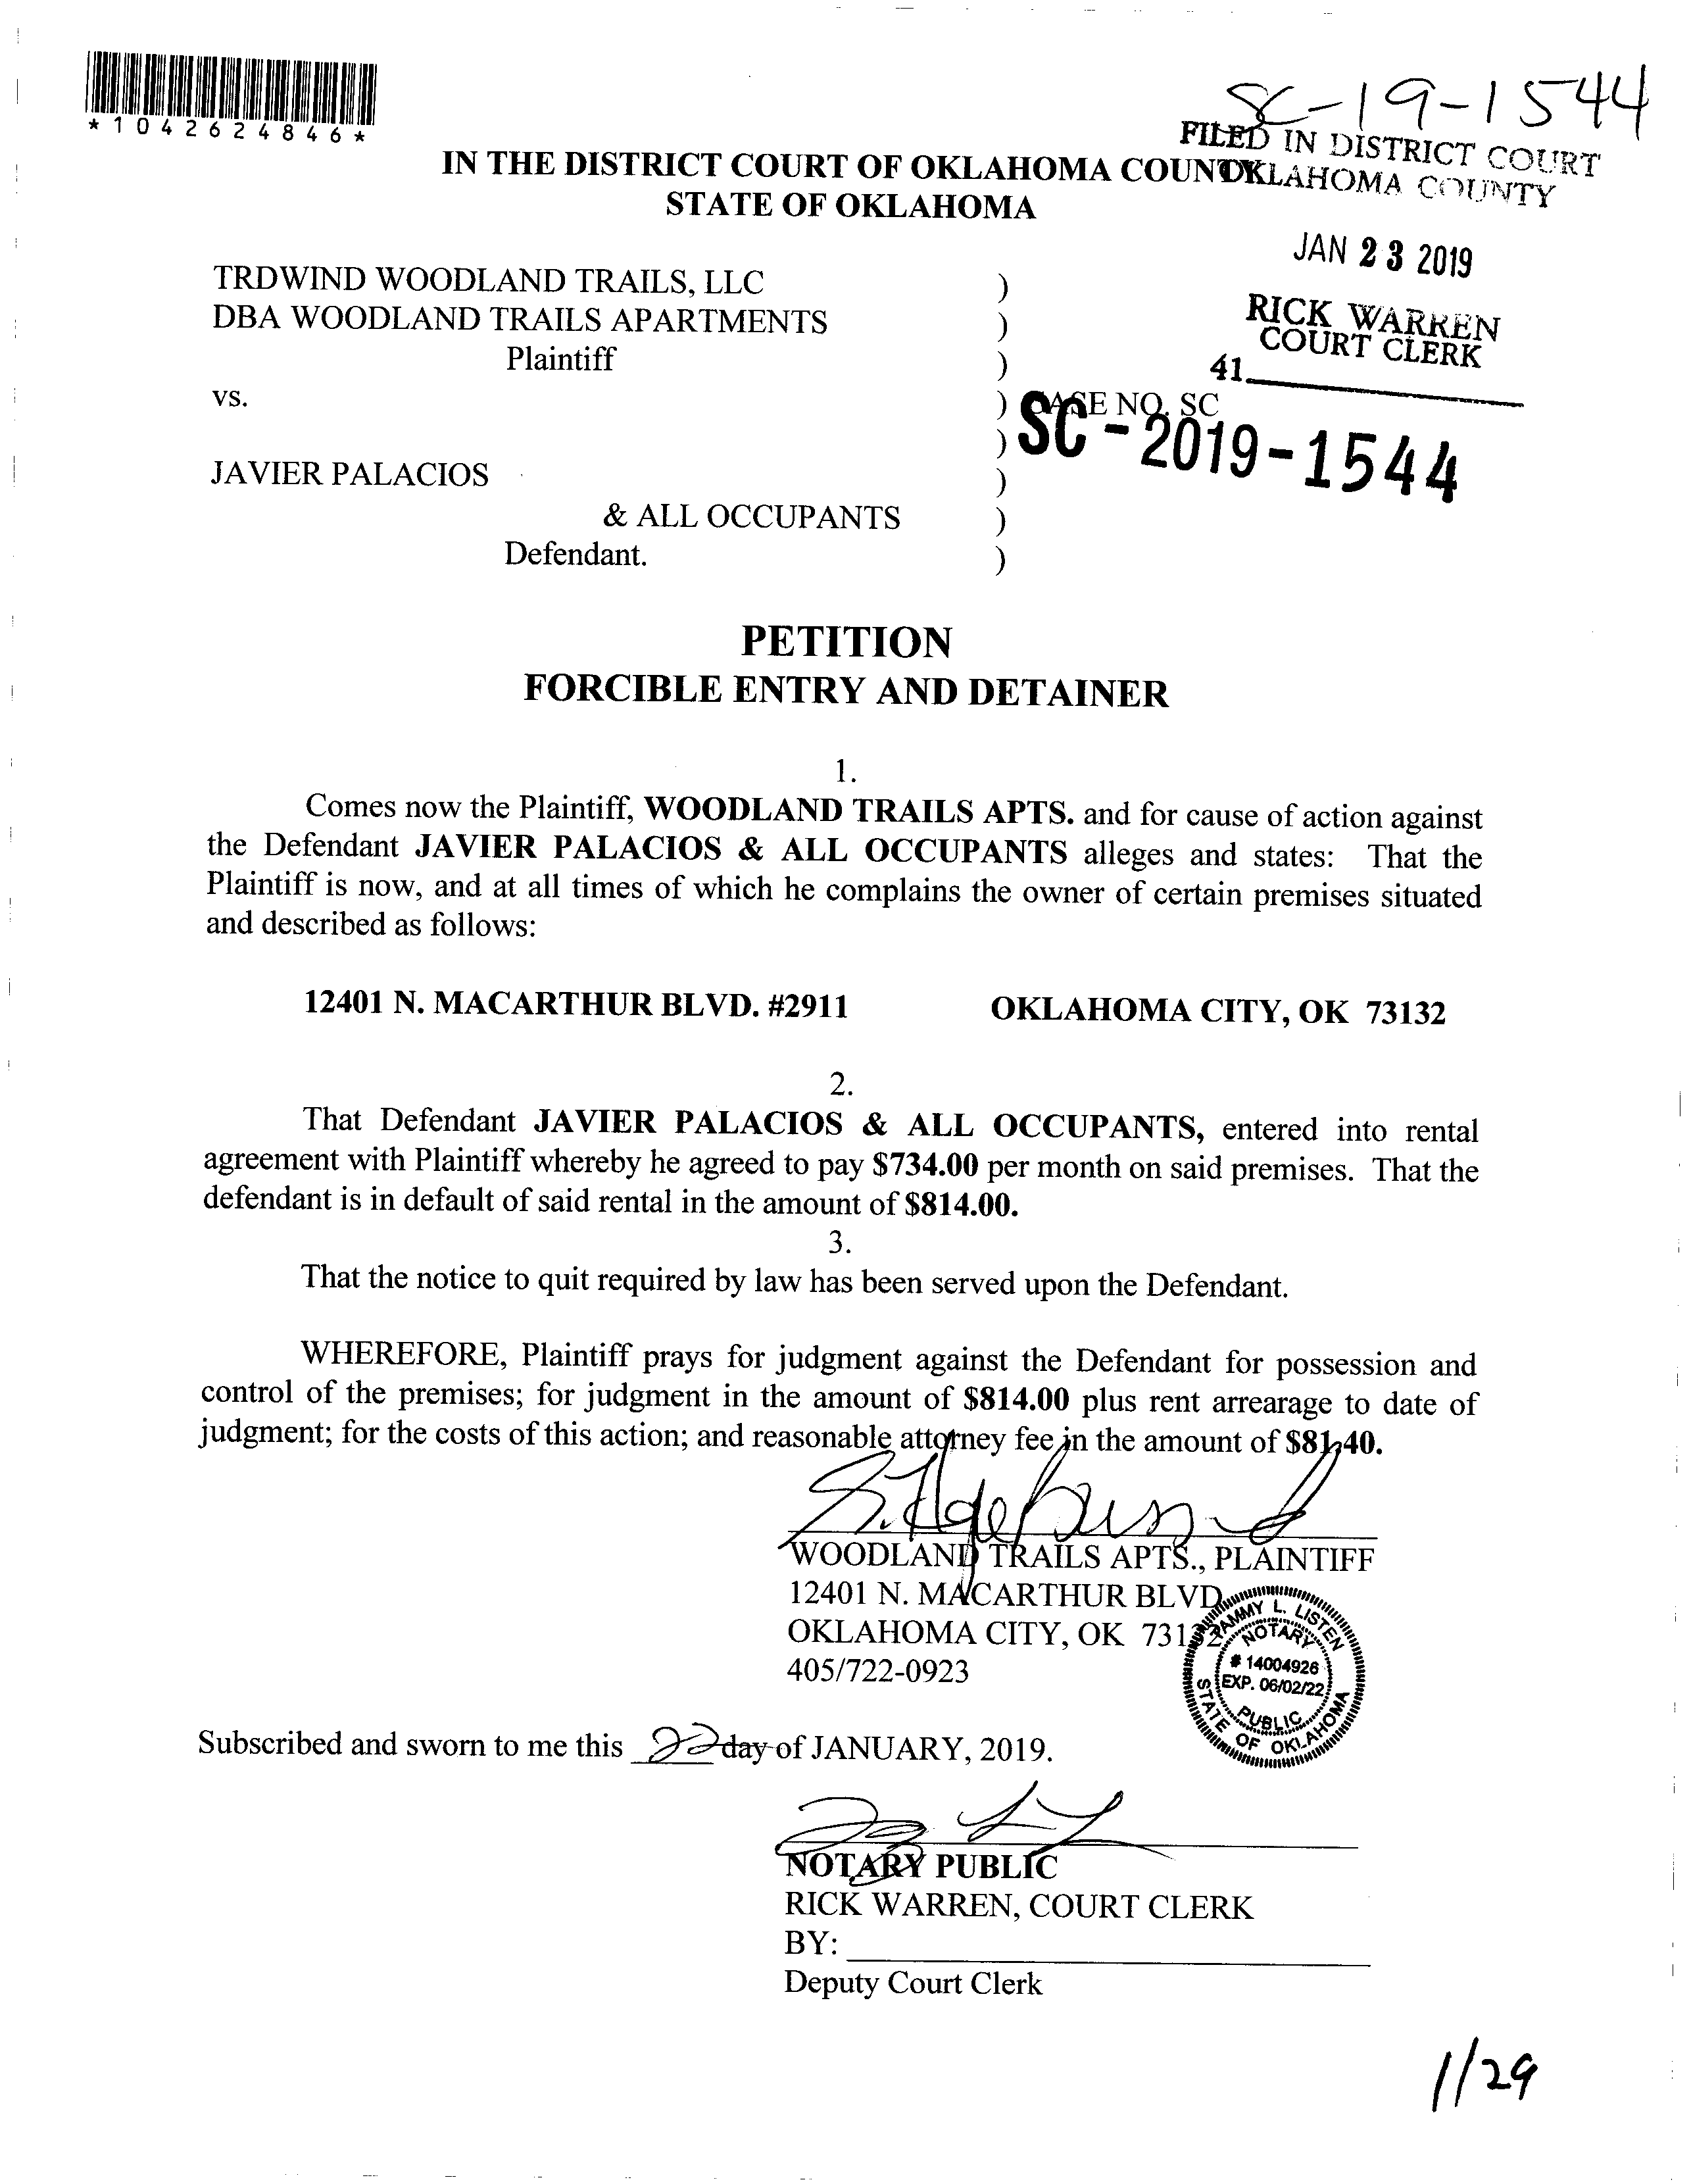 SC-19-1544
*1042624846*
FILED IN DISTRICT COURT
OKLAHOMA COUNTY
IN THE DISTRICT COURT OF OKLAHOMA COUNTY
STATE OF OKLAHOMA
JAN 23 2019
RICK WARREN
COURT CLERK
41
TRDWIND WOODLAND TRAILS, LLC )
DBA WOODLAND TRAILS APARTMENTS )
Plaintiff )
vs. ) CASE NO. SC
) SC-2019-1544
JAVIER PALACIOS )
& ALL OCCUPANTS )
Defendant. )
PETITION
FORCIBLE ENTRY AND DETAINER
1.
Comes now the Plaintiff, WOODLAND TRAILS APTS. and for cause of action against
the Defendant JAVIER PALACIOS & ALL OCCUPANTS alleges and states: That the
Plaintiff is now, and at all times of which he complains the owner of certain premises situated
and described as follows:
12401 N. MACARTHUR BLVD. #2911 OKLAHOMA CITY, OK 73132
2.
That Defendant JAVIER PALACIOS & ALL OCCUPANTS, entered into rental
agreement with Plaintiff whereby he agreed to pay $734.00 per month on said premises. That the
defendant is in default of said rental in the amount of $814.00.
3.
That the notice to quit required by law has been served upon the Defendant.
WHEREFORE, Plaintiff prays for judgment against the Defendant for possession and
control of the premises; for judgment in the amount of $814.00 plus rent arrearage to date of
judgment; for the costs of this action; and reasonable attorney fee in the amount of $81.40.
WOODLAND TRAILS APTS., PLAINTIFF
12401 N. MACARTHUR BLVD
OKLAHOMA CITY, OK 73132
405/722-0923
TAMMY L. LISTEN
NOTARY
# 14004926
EXP. 06/02/22
PUBLIC
STATE OF OKLAHOMA
Subscribed and sworn to me this 22 day of JANUARY, 2019.
NOTARY PUBLIC
RICK WARREN, COURT CLERK
BY:
Deputy Court Clerk
1/29